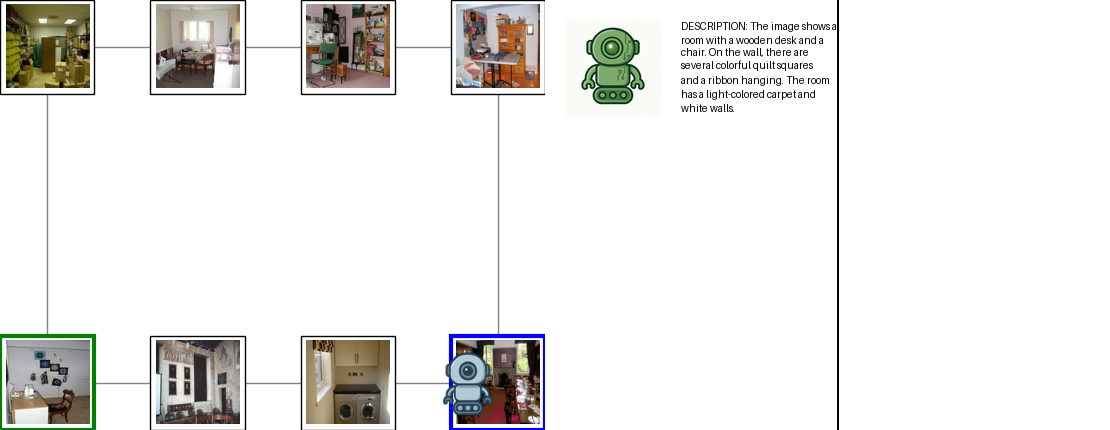 DESCRIPTION: The image shows a
room with a wooden desk and a
chair. On the wall, there are
several colorful quilt squares
and a ribbon hanging. The room
has a light-colored carpet and
white walls.